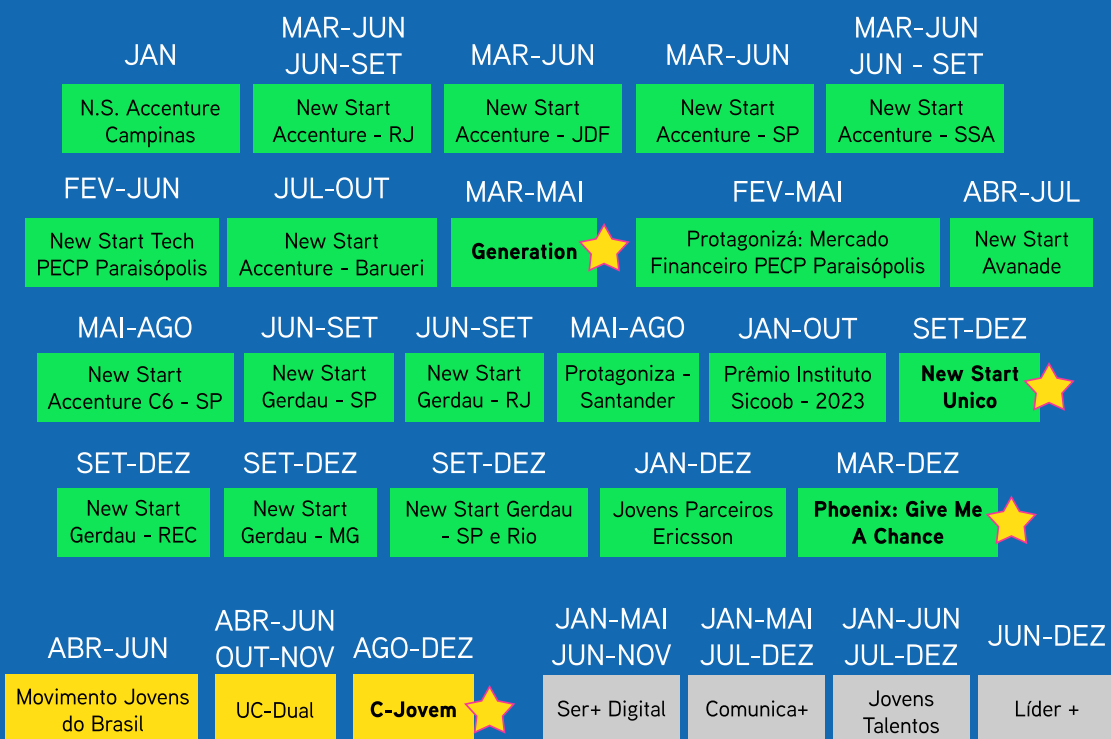 JAN
MAR-JUN
JUN-SET
MAR-JUN
MAR-JUN
MAR-JUN
JUN - SET
N.S. Accenture
Campinas
New Start
Accenture - RJ
New Start
Accenture - JDF
New Start
Accenture - SP
New Start
Accenture - SSA
FEV-JUN
JUL-OUT
MAR-MAI
FEV-MAI
ABR-JUL
New Start Tech
PECP Paraisópolis
New Start
Accenture - Barueri
Generation
Protagonizá: Mercado
Financeiro PECP Paraisópolis
New Start
Avanade
MAI-AGO
JUN-SET
JUN-SET
MAI-AGO
JAN-OUT
SET-DEZ
New Start
Accenture C6 - SP
New Start
Gerdau - SP
New Start
Gerdau - RJ
Protagoniza -
Santander
Prêmio Instituto
Sicoob - 2023
New Start
Unico
SET-DEZ
SET-DEZ
SET-DEZ
JAN-DEZ
MAR-DEZ
New Start
Gerdau - REC
New Start
Gerdau - MG
New Start Gerdau
- SP e Rio
Jovens Parceiros
Ericsson
Phoenix: Give Me
A Chance
ABR-JUN
ABR-JUN
OUT-NOV
AGO-DEZ
JAN-MAI
JUN-NOV
JAN-MAI
JUL-DEZ
JAN-JUN
JUL-DEZ
JUN-DEZ
Movimento Jovens
do Brasil
UC-Dual
C-Jovem
Ser+ Digital
Comunica+
Jovens
Talentos
Líder +